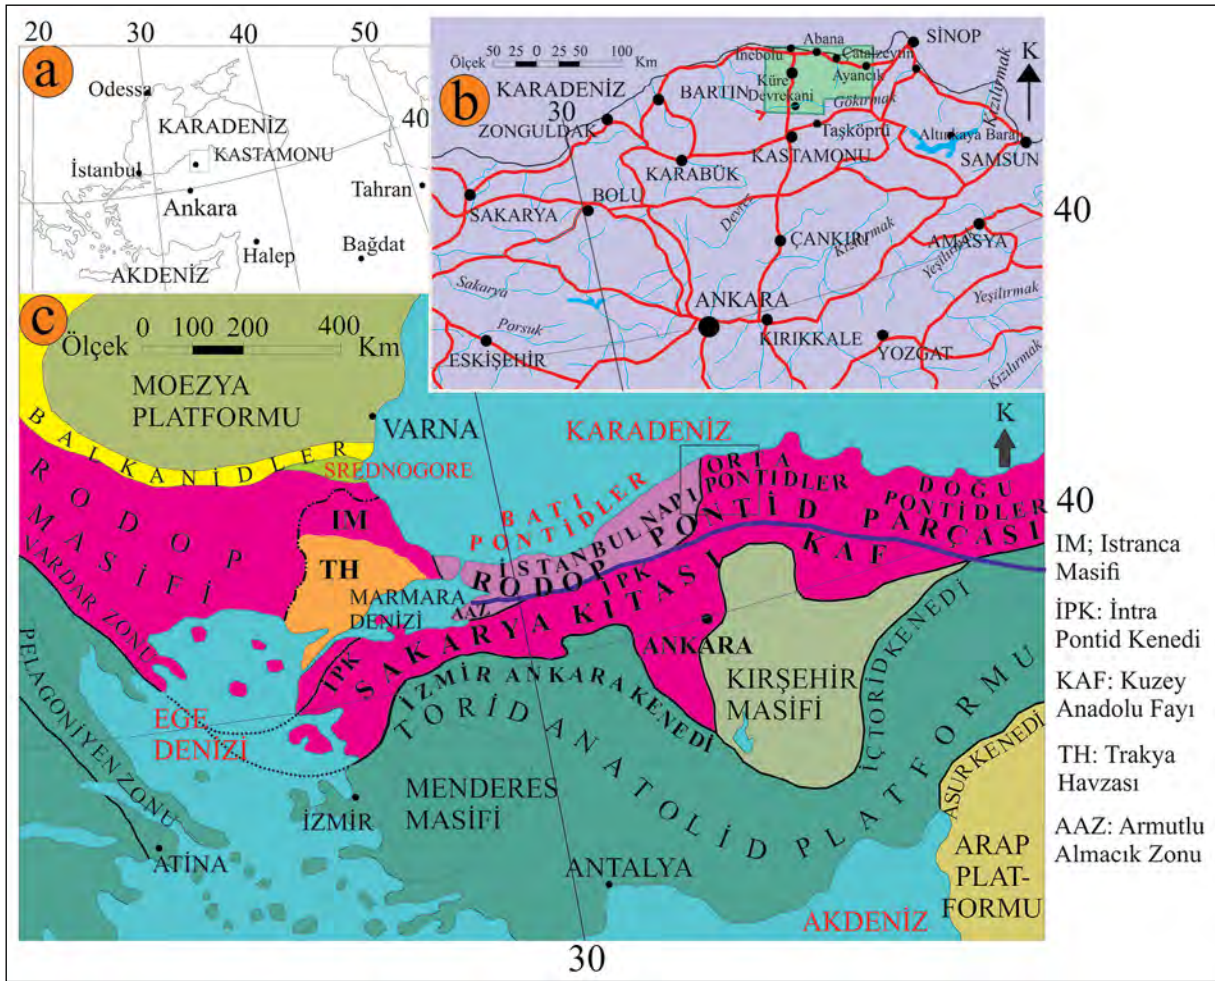 20
30
40
50
a
Odessa
KARADENİZ
40
KASTAMONU
İstanbul
Ankara
Tahran
Halep
Bağdat
AKDENİZ
b
Ölçek
50 25 0 25 50 100
Km
K
KARADENİZ
30
İnebolu
Abana
Çatalzeytin
Ayancık
SİNOP
Küre
Devrekani
Gökırmak
Kızılırmak
BARTIN
ZONGULDAK
Taşköprü
KASTAMONU
Altınkaya Barajı
SAMSUN
KARABÜK
BOLU
SAKARYA
Devrez
ÇANKIRI
Kızılırmak
AMASYA
Yeşilırmak
40
Sakarya
ANKARA
Yeşilırmak
Porsuk
ESKİŞEHİR
KIRIKKALE
YOZGAT
Kızılırmak
c
Ölçek
0 100 200 400
Km
MOEZYA
PLATFORMU
VARNA
KARADENİZ
K
BALKANİDLER
SREDNOGORE
RODOP
MASİFİ
IM
TH
MARMARA
DENİZİ
AAZ
BATI
PONTİDLER
İSTANBUL NAPI
ORTA
PONTİDLER
DOĞU
PONTİDLER
RODOP PONTİD PARÇASI
KAF
İPK
İPK
SAKARYA KITASI
VARDAR ZONU
PELAGONİYEN ZONU
EGE
DENİZİ
ANKARA
KIRŞEHİR
MASİFİ
İZMİR ANKARA KENEDİ
TORİD ANATOLİD PLATFORMU
İÇTORİD KENEDİ
ASUR KENEDİ
MENDERES
MASİFİ
İZMİR
ATİNA
ANTALYA
AKDENİZ
ARAP
PLAT-
FORMU
30
40
IM; Istranca
Masifi
İPK: İntra
Pontid Kenedi
KAF: Kuzey
Anadolu Fayı
TH: Trakya
Havzası
AAZ: Armutlu
Almacık Zonu